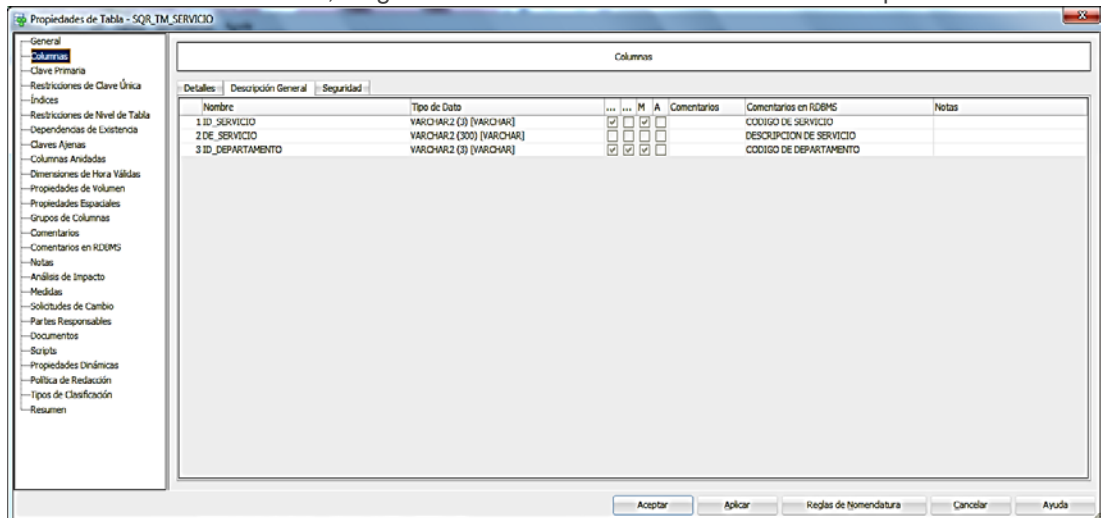 Propiedades de Tabla - SQR_TM_SERVICIO
General
Columnas
Clave Primaria
Restricciones de Clave Única
Índices
Restricciones de Nivel de Tabla
Dependencias de Existencia
Claves Ajenas
Columnas Anidadas
Dimensiones de Hora Válidas
Propiedades de Volumen
Propiedades Espaciales
Grupos de Columnas
Comentarios
Comentarios en RDBMS
Notas
Análisis de Impacto
Medidas
Solicitudes de Cambio
Partes Responsables
Documentos
Scripts
Propiedades Dinámicas
Política de Redacción
Tipos de Clasificación
Resumen
Columnas
Detalles Descripción General Seguridad
Nombre Tipo de Dato ... ... M A Comentarios Comentarios en RDBMS Notas
1 ID_SERVICIO VARCHAR2 (3) [VARCHAR] CODIGO DE SERVICIO
2 DE_SERVICIO VARCHAR2 (300) [VARCHAR] DESCRIPCION DE SERVICIO
3 ID_DEPARTAMENTO VARCHAR2 (3) [VARCHAR] CODIGO DE DEPARTAMENTO
Aceptar Aplicar Reglas de Nomenclatura Cancelar Ayuda